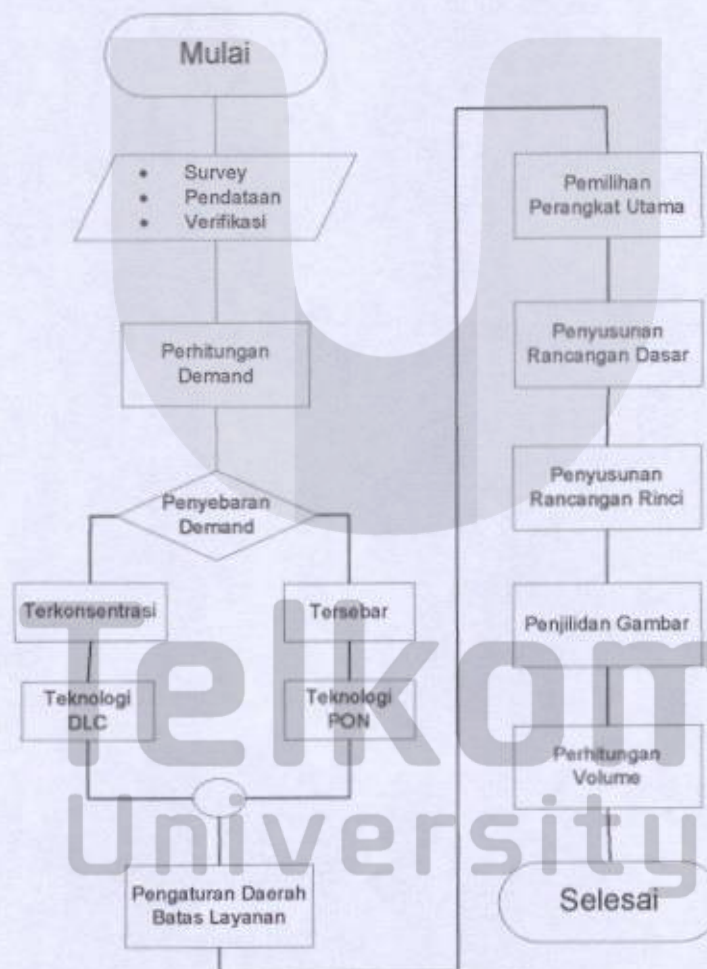 Mulai
• Survey
• Pendataan
• Verifikasi
Perhitungan
Demand
Penyebaran
Demand
Terkonsentrasi
Tersebar
Teknologi
DLC
Teknologi
PON
Pengaturan Daerah
Batas Layanan
Pemilihan
Perangkat Utama
Penyusunan
Rancangan Dasar
Penyusunan
Rancangan Rinci
Penjilidan Gambar
Perhitungan
Volume
Selesai
Telkom
University